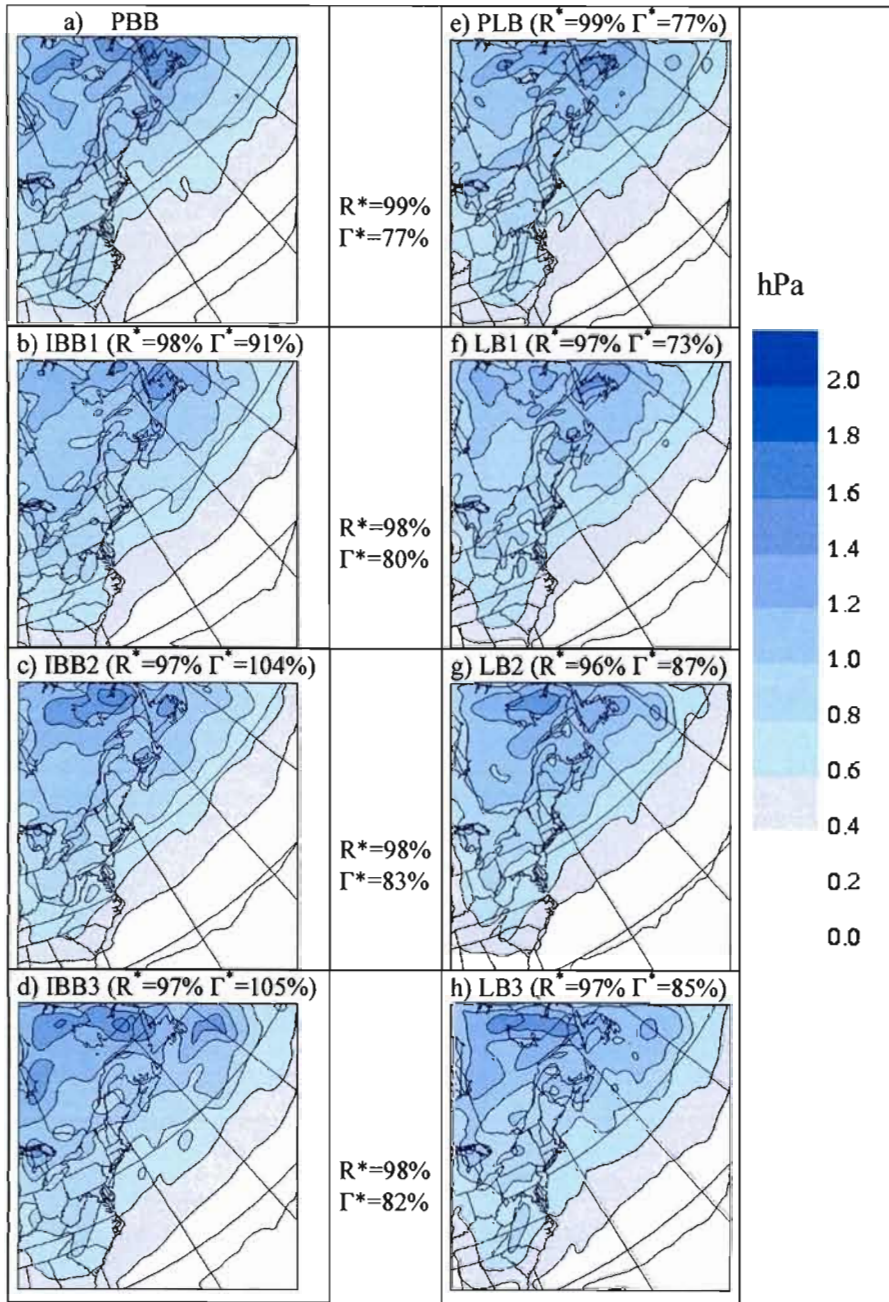 a) PBB
e) PLB (R*=99% Γ*=77%)
R*=99%
Γ*=77%
b) IBB1 (R*=98% Γ*=91%)
f) LB1 (R*=97% Γ*=73%)
R*=98%
Γ*=80%
c) IBB2 (R*=97% Γ*=104%)
g) LB2 (R*=96% Γ*=87%)
R*=98%
Γ*=83%
d) IBB3 (R*=97% Γ*=105%)
h) LB3 (R*=97% Γ*=85%)
R*=98%
Γ*=82%
hPa
2.0
1.8
1.6
1.4
1.2
1.0
0.8
0.6
0.4
0.2
0.0